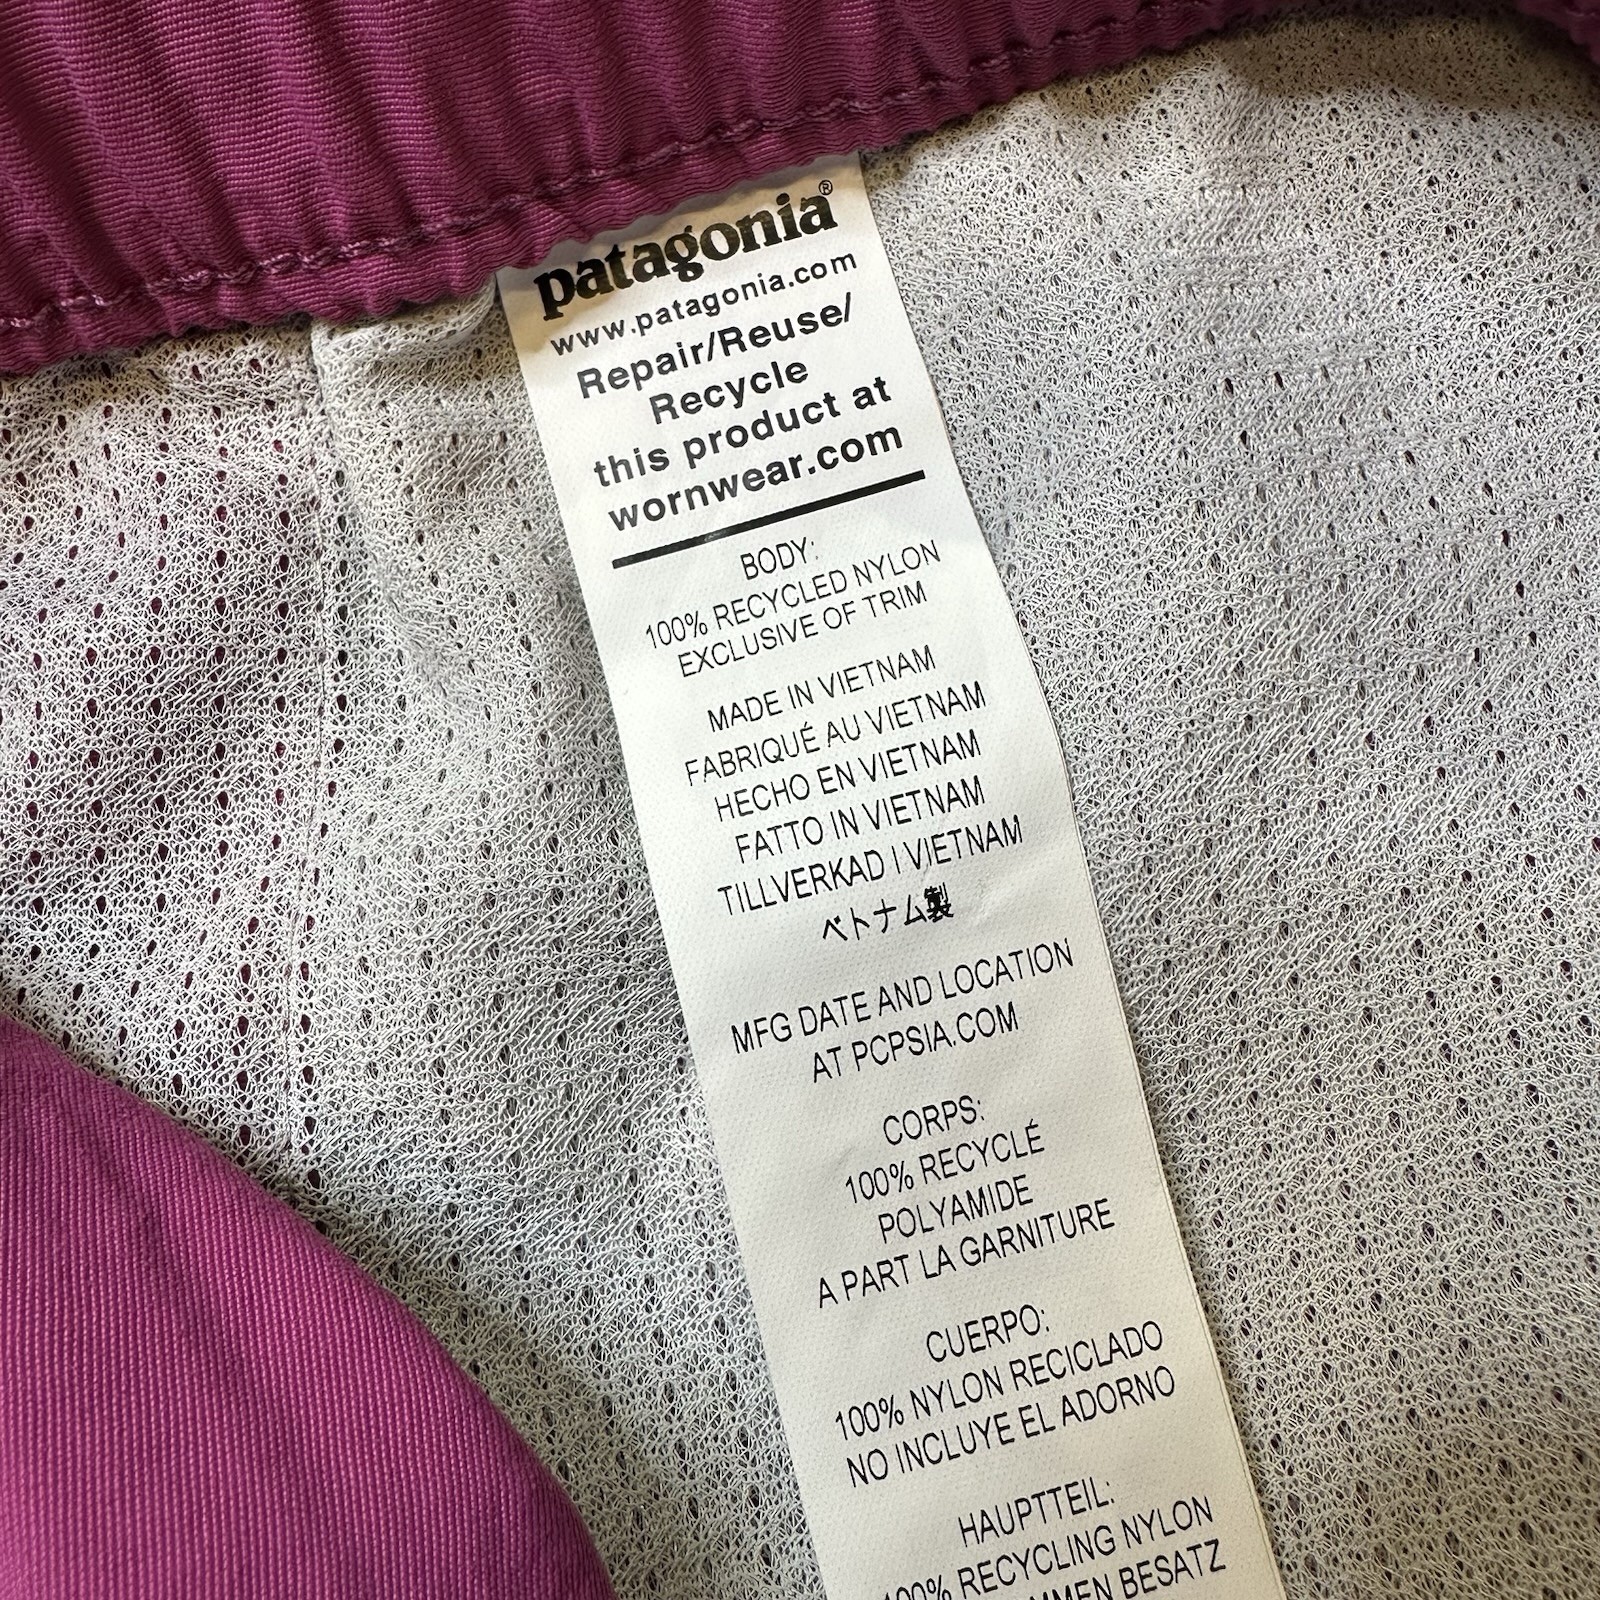 patagonia®
www.patagonia.com
Repair/Reuse/
Recycle
this product at
wornwear.com
BODY:
100% RECYCLED NYLON
EXCLUSIVE OF TRIM
MADE IN VIETNAM
FABRIQUÉ AU VIETNAM
HECHO EN VIETNAM
FATTO IN VIETNAM
TILLVERKAD I VIETNAM
ベトナム製
MFG DATE AND LOCATION
AT PCPSIA.COM
CORPS:
100% RECYCLÉ
POLYAMIDE
A PART LA GARNITURE
CUERPO:
100% NYLON RECICLADO
NO INCLUYE EL ADORNO
HAUPTTEIL:
100% RECYCLING NYLON
BESATZ